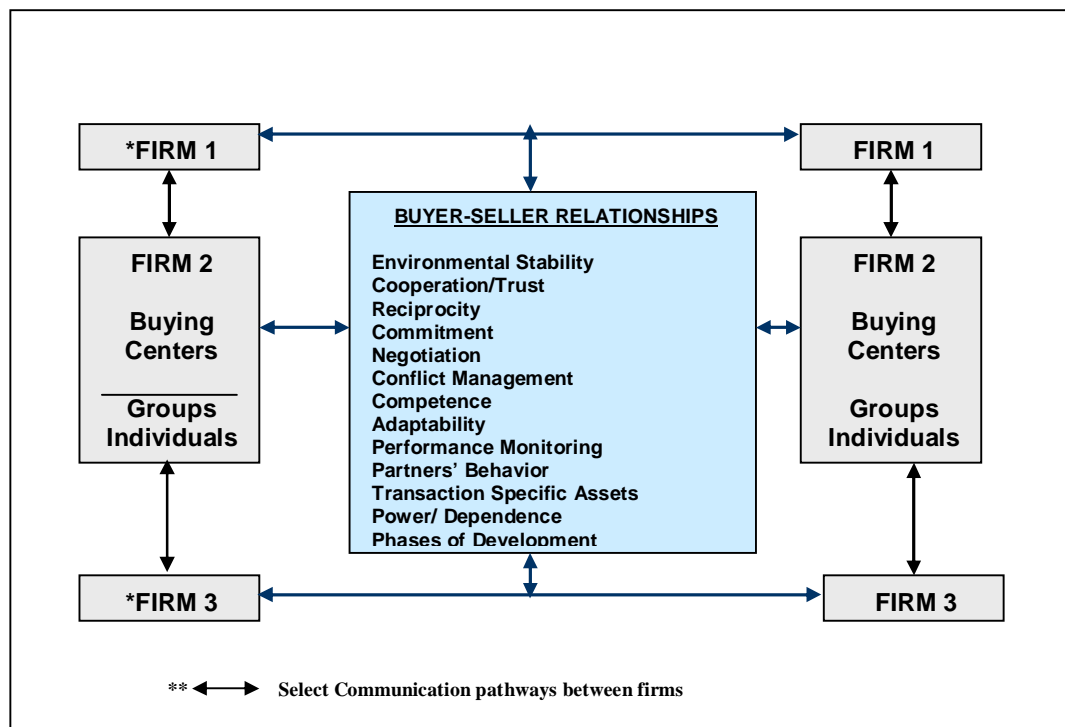 *FIRM 1
FIRM 1
BUYER-SELLER RELATIONSHIPS
FIRM 2
Buying
Centers
Groups
Individuals
Environmental Stability
Cooperation/Trust
Reciprocity
Commitment
Negotiation
Conflict Management
Competence
Adaptability
Performance Monitoring
Partners’ Behavior
Transaction Specific Assets
Power/ Dependence
Phases of Development
FIRM 2
Buying
Centers
Groups
Individuals
*FIRM 3
FIRM 3
** Select Communication pathways between firms